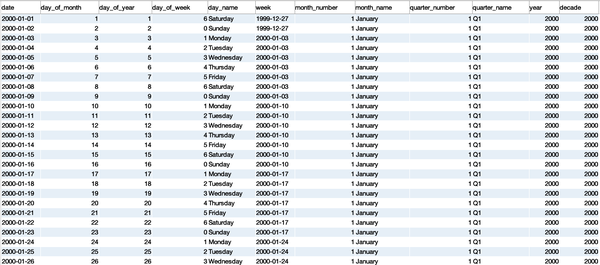 date day_of_month day_of_year day_of_week day_name week month_number month_name quarter_number quarter_name year decade
2000-01-01 1 1 6 Saturday 1999-12-27 1 January 1 Q1 2000 2000
2000-01-02 2 2 0 Sunday 1999-12-27 1 January 1 Q1 2000 2000
2000-01-03 3 3 1 Monday 2000-01-03 1 January 1 Q1 2000 2000
2000-01-04 4 4 2 Tuesday 2000-01-03 1 January 1 Q1 2000 2000
2000-01-05 5 5 3 Wednesday 2000-01-03 1 January 1 Q1 2000 2000
2000-01-06 6 6 4 Thursday 2000-01-03 1 January 1 Q1 2000 2000
2000-01-07 7 7 5 Friday 2000-01-03 1 January 1 Q1 2000 2000
2000-01-08 8 8 6 Saturday 2000-01-03 1 January 1 Q1 2000 2000
2000-01-09 9 9 0 Sunday 2000-01-03 1 January 1 Q1 2000 2000
2000-01-10 10 10 1 Monday 2000-01-10 1 January 1 Q1 2000 2000
2000-01-11 11 11 2 Tuesday 2000-01-10 1 January 1 Q1 2000 2000
2000-01-12 12 12 3 Wednesday 2000-01-10 1 January 1 Q1 2000 2000
2000-01-13 13 13 4 Thursday 2000-01-10 1 January 1 Q1 2000 2000
2000-01-14 14 14 5 Friday 2000-01-10 1 January 1 Q1 2000 2000
2000-01-15 15 15 6 Saturday 2000-01-10 1 January 1 Q1 2000 2000
2000-01-16 16 16 0 Sunday 2000-01-10 1 January 1 Q1 2000 2000
2000-01-17 17 17 1 Monday 2000-01-17 1 January 1 Q1 2000 2000
2000-01-18 18 18 2 Tuesday 2000-01-17 1 January 1 Q1 2000 2000
2000-01-19 19 19 3 Wednesday 2000-01-17 1 January 1 Q1 2000 2000
2000-01-20 20 20 4 Thursday 2000-01-17 1 January 1 Q1 2000 2000
2000-01-21 21 21 5 Friday 2000-01-17 1 January 1 Q1 2000 2000
2000-01-22 22 22 6 Saturday 2000-01-17 1 January 1 Q1 2000 2000
2000-01-23 23 23 0 Sunday 2000-01-17 1 January 1 Q1 2000 2000
2000-01-24 24 24 1 Monday 2000-01-24 1 January 1 Q1 2000 2000
2000-01-25 25 25 2 Tuesday 2000-01-24 1 January 1 Q1 2000 2000
2000-01-26 26 26 3 Wednesday 2000-01-24 1 January 1 Q1 2000 2000